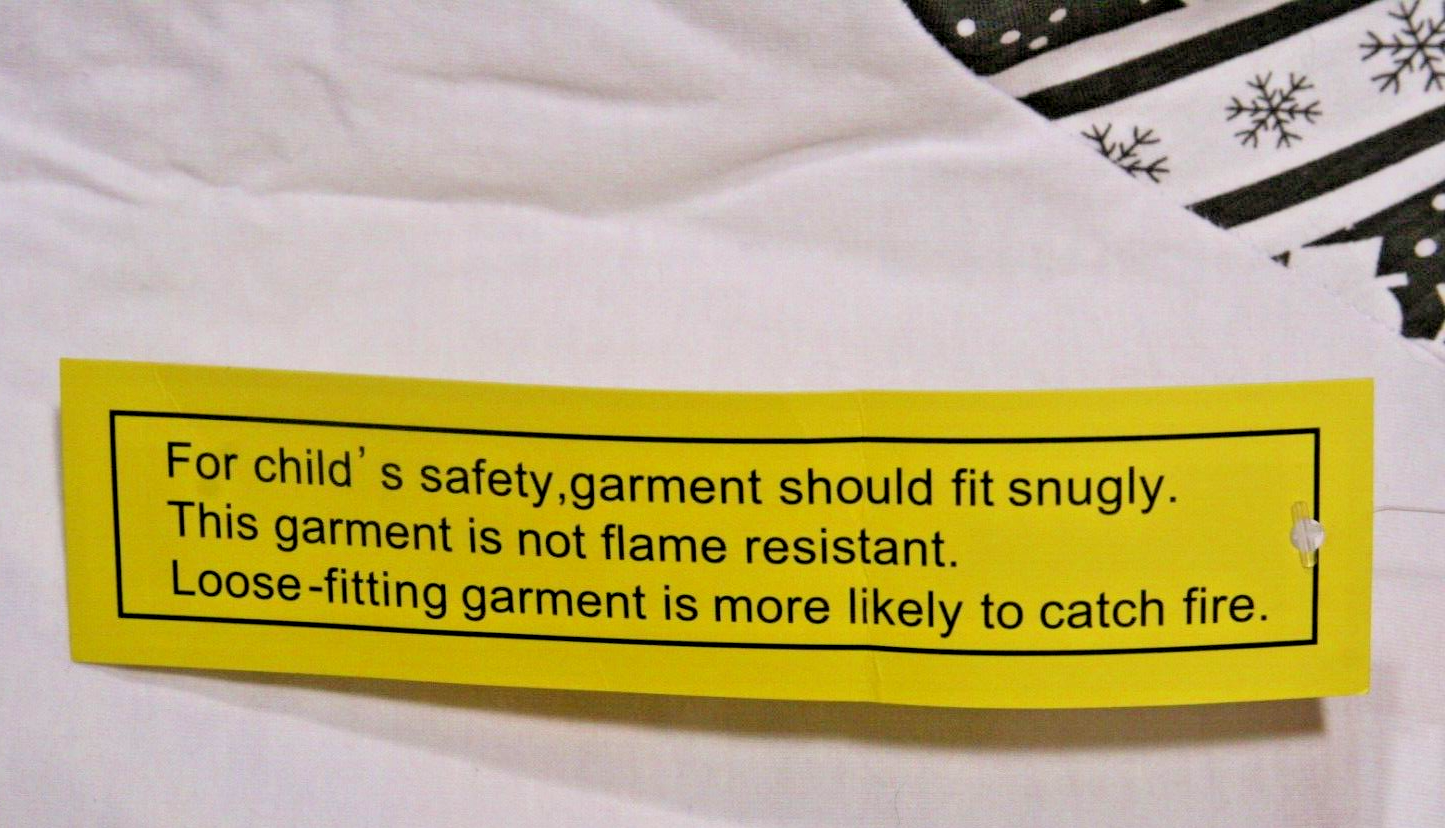 For child's safety,garment should fit snugly.
This garment is not flame resistant.
Loose-fitting garment is more likely to catch fire.